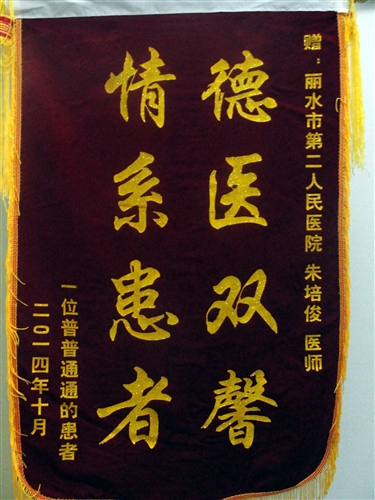 赠：丽水市第二人民医院 朱培俊 医师
德医双馨
情系患者
一位普普通通的患者
二〇一四年十月